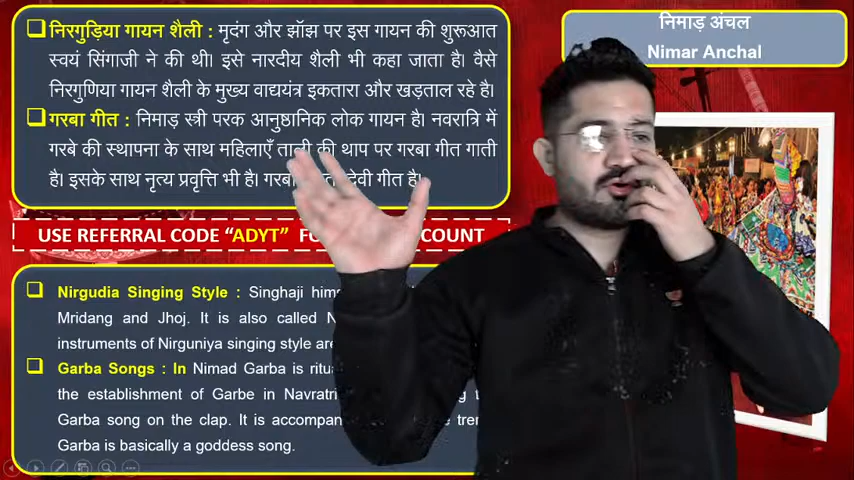 निरगुड़िया गायन शैली : मृदंग और झाँझ पर इस गायन की शुरूआत
स्वयं सिंगाजी ने की थी। इसे नारदीय शैली भी कहा जाता है। वैसे
निरगुणिया गायन शैली के मुख्य वाद्ययंत्र इकतारा और खड़ताल रहे है।
गरबा गीत : निमाड़ स्त्री परक आनुष्ठानिक लोक गायन है। नवरात्रि में
गरबे की स्थापना के साथ महिलाएँ ताली की थाप पर गरबा गीत गाती
है। इसके साथ नृत्य प्रवृत्ति भी है। गरबा देवी गीत है।
निमाड़ अंचल
Nimar Anchal
USE REFERRAL CODE “ADYT”
Nirgudia Singing Style : Singhaji
Mridang and Jhoj. It is also called
instruments of Nirguniya singing style are
Garba Songs : In Nimad Garba is
the establishment of Garbe in Navratri
Garba song on the clap. It is
Garba is basically a goddess song.